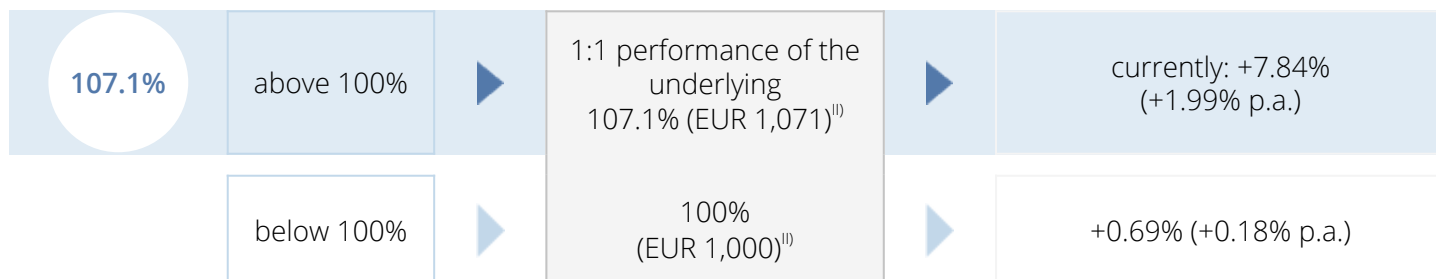 107.1%
above 100%
1:1 performance of the
underlying
107.1% (EUR 1,071)II)
currently: +7.84%
(+1.99% p.a.)
below 100%
100%
(EUR 1,000)II)
+0.69% (+0.18% p.a.)